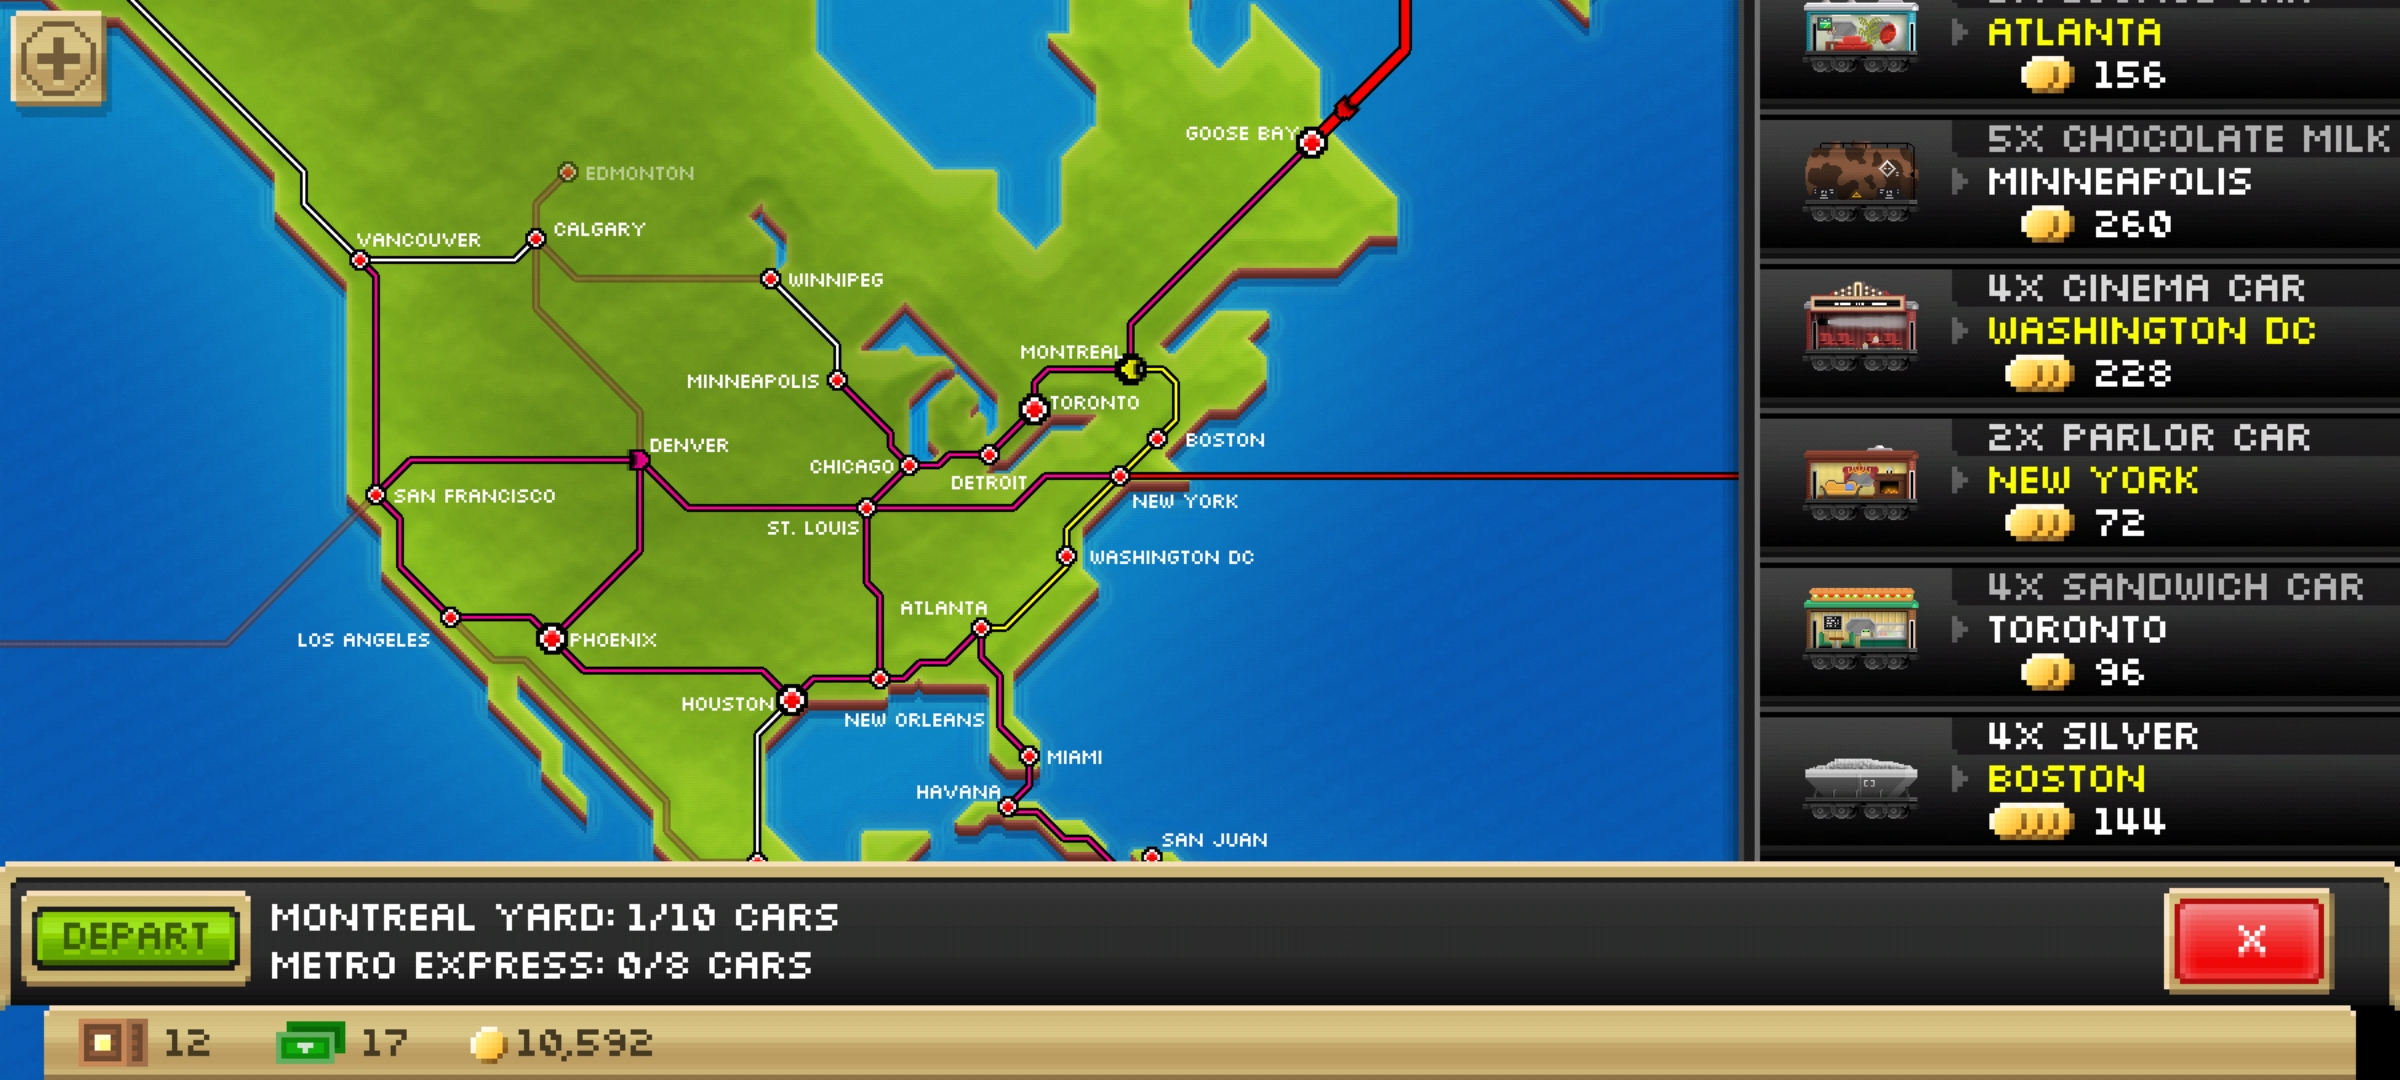 ATLANTA
156
GOOSE BAY
5X CHOCOLATE MILK
MINNEAPOLIS
260
EDMONTON
CALGARY
VANCOUVER
WINNIPEG
4X CINEMA CAR
WASHINGTON DC
228
MONTREAL
MINNEAPOLIS
TORONTO
DENVER
BOSTON
CHICAGO
DETROIT
SAN FRANCISCO
NEW YORK
ST. LOUIS
2X PARLOR CAR
NEW YORK
72
WASHINGTON DC
ATLANTA
LOS ANGELES
PHOENIX
4X SANDWICH CAR
TORONTO
96
HOUSTON
NEW ORLEANS
MIAMI
HAVANA
SAN JUAN
4X SILVER
BOSTON
144
DEPART
MONTREAL YARD: 1/10 CARS
METRO EXPRESS: 0/8 CARS
X
12
17
10,592